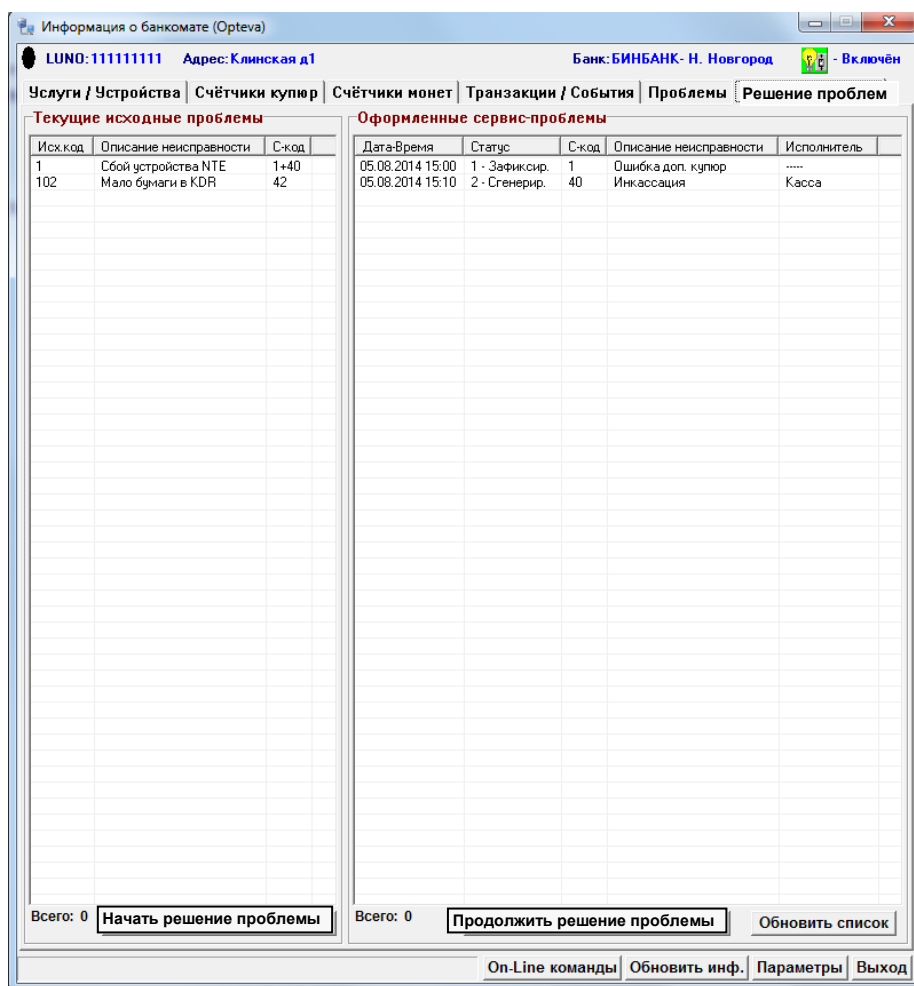 Информация о банкомате (Opteva)
LUNO:111111111 Адрес:Клинская д1 Банк:БИНБАНК- Н. Новгород - Включён
Услуги / Устройства Счётчики купюр Счётчики монет Транзакции / События Проблемы Решение проблем
Текущие исходные проблемы Оформленные сервис-проблемы
Исх.код Описание неисправности С-код Дата-Время Статус С-код Описание неисправности Исполнитель
1 Сбой устройства NTE 1+40 05.08.2014 15:00 1 - Зафиксир. 1 Ошибка доп. купюр -----
102 Мало бумаги в KDR 42 05.08.2014 15:10 2 - Сгенерир. 40 Инкассация Касса
Всего: 0 Начать решение проблемы Всего: 0 Продолжить решение проблемы Обновить список
On-Line команды Обновить инф. Параметры Выход